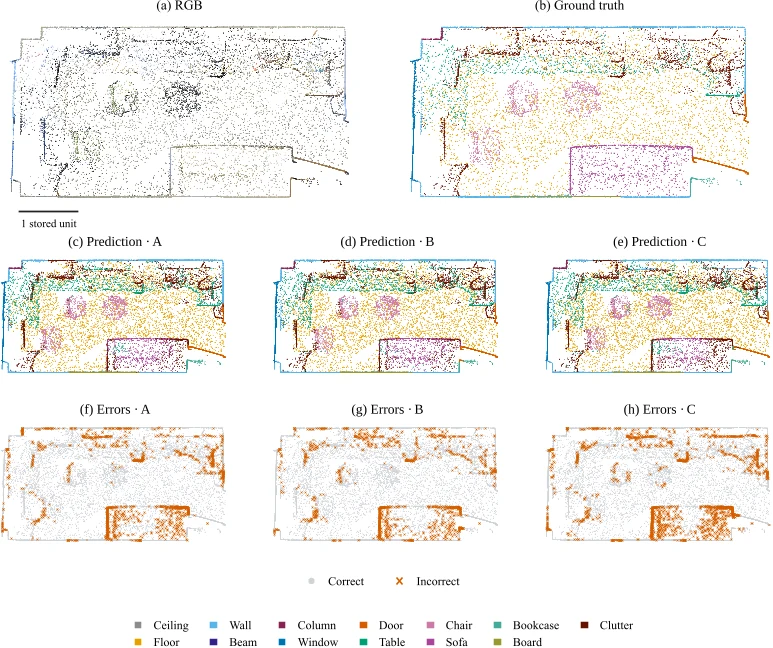 (a) RGB
(b) Ground truth
1 stored unit
(c) Prediction · A
(d) Prediction · B
(e) Prediction · C
(f) Errors · A
(g) Errors · B
(h) Errors · C
Correct
Incorrect
Ceiling Wall Column Door Chair Bookcase Clutter
Floor Beam Window Table Sofa Board